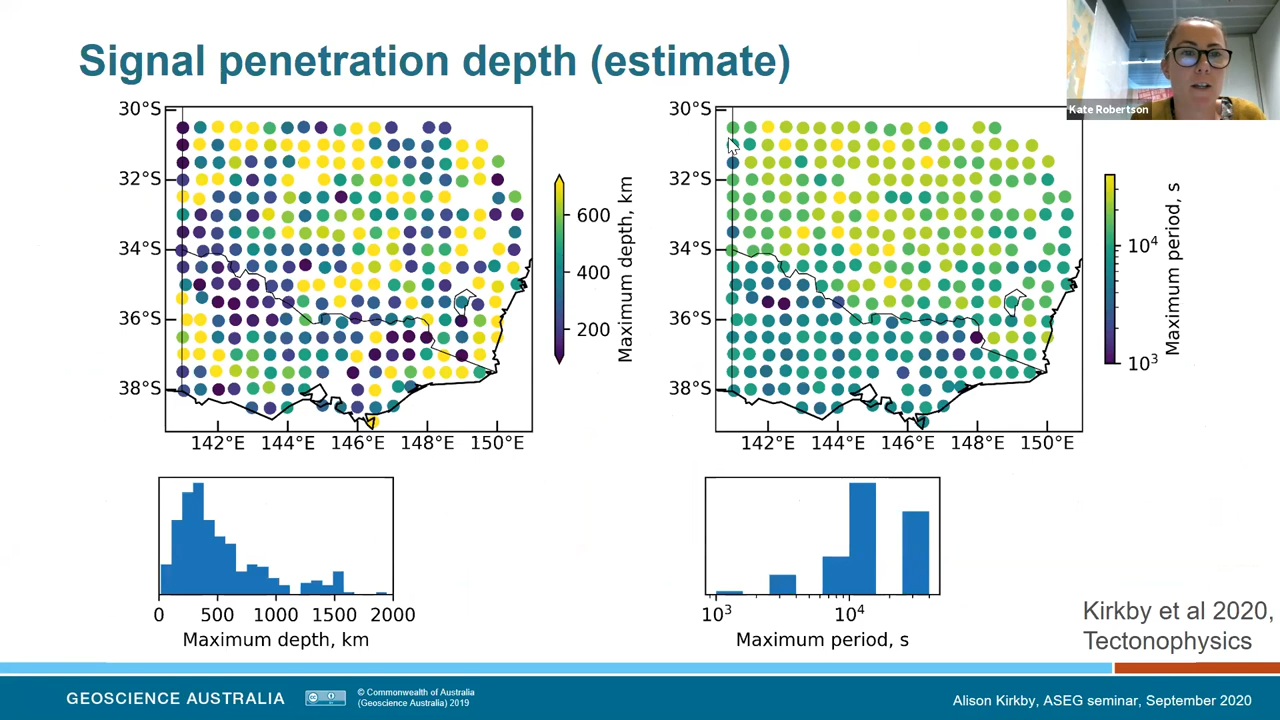 Signal penetration depth (estimate)
Kate Robertson
30°S
32°S
34°S
36°S
38°S
142°E 144°E 146°E 148°E 150°E
600
400
200
Maximum depth, km
30°S
32°S
34°S
36°S
38°S
142°E 144°E 146°E 148°E 150°E
10⁴
10³
Maximum period, s
0 500 1000 1500 2000
Maximum depth, km
10³ 10⁴
Maximum period, s
Kirkby et al 2020,
Tectonophysics
GEOSCIENCE AUSTRALIA
© Commonwealth of Australia
(Geoscience Australia) 2019
Alison Kirkby, ASEG seminar, September 2020